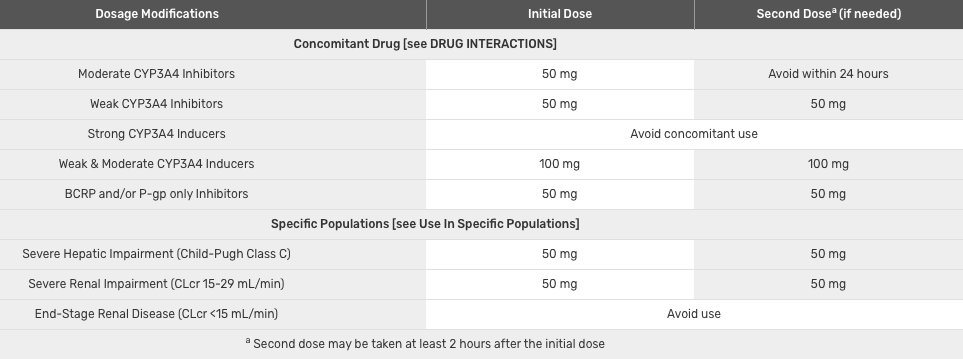 Dosage Modifications Initial Dose Second Doseᵃ (if needed)
Concomitant Drug [see DRUG INTERACTIONS]
Moderate CYP3A4 Inhibitors 50 mg Avoid within 24 hours
Weak CYP3A4 Inhibitors 50 mg 50 mg
Strong CYP3A4 Inducers Avoid concomitant use
Weak & Moderate CYP3A4 Inducers 100 mg 100 mg
BCRP and/or P-gp only Inhibitors 50 mg 50 mg
Specific Populations [see Use In Specific Populations]
Severe Hepatic Impairment (Child-Pugh Class C) 50 mg 50 mg
Severe Renal Impairment (CLcr 15-29 mL/min) 50 mg 50 mg
End-Stage Renal Disease (CLcr <15 mL/min) Avoid use
ᵃ Second dose may be taken at least 2 hours after the initial dose